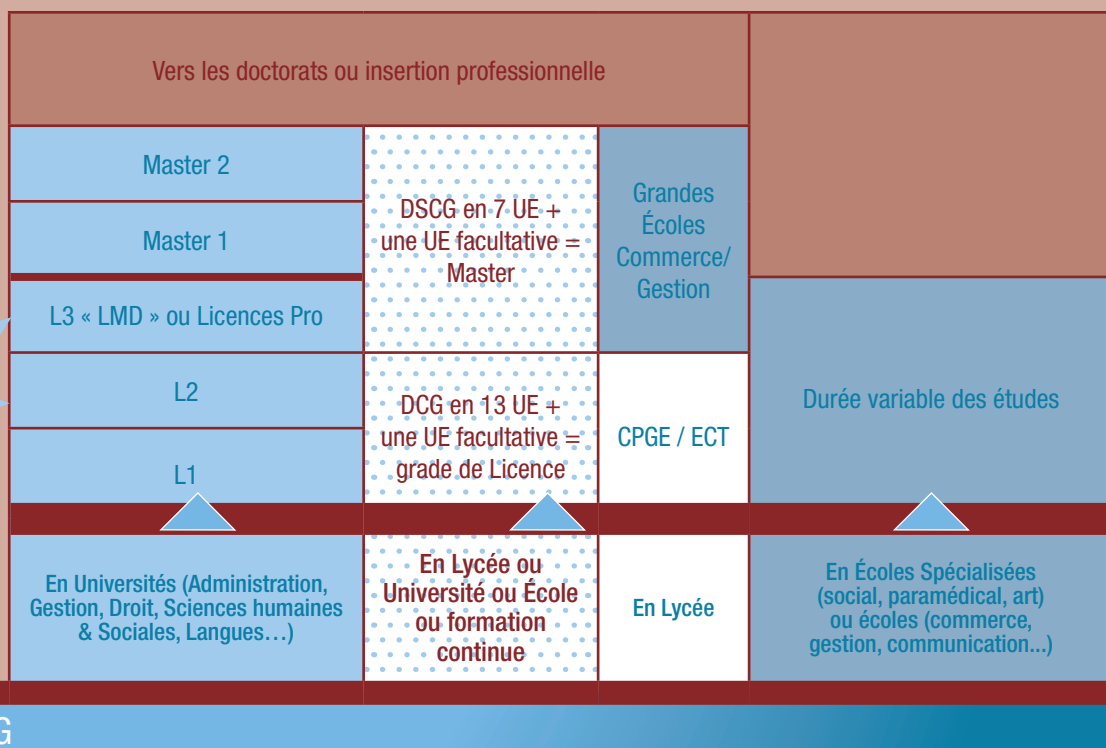 Vers les doctorats ou insertion professionnelle
Master 2
Master 1
L3 « LMD » ou Licences Pro
L2
L1
DSCG en 7 UE +
une UE facultative =
Master
DCG en 13 UE +
une UE facultative =
grade de Licence
Grandes
Écoles
Commerce/
Gestion
CPGE / ECT
Durée variable des études
En Universités (Administration,
Gestion, Droit, Sciences humaines
& Sociales, Langues…)
En Lycée ou
Université ou École
ou formation
continue
En Lycée
En Écoles Spécialisées
(social, paramédical, art)
ou écoles (commerce,
gestion, communication...)
G